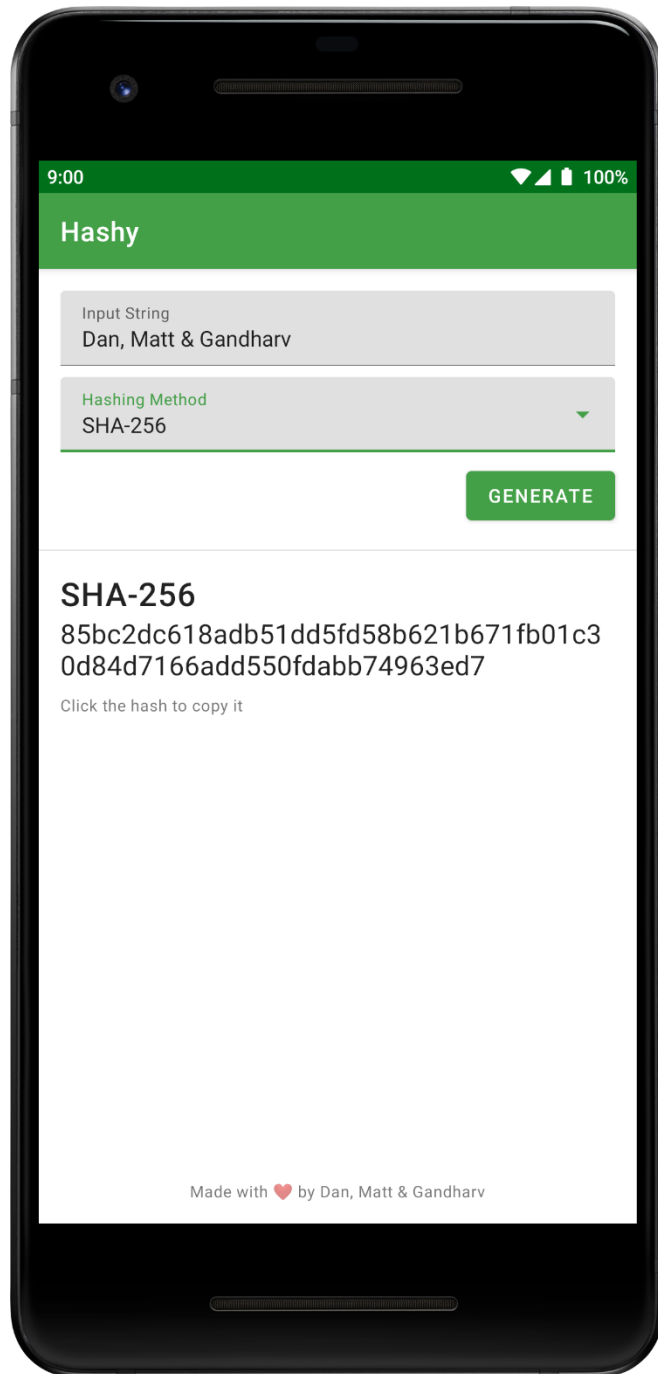 9:00
100%
Hashy
Input String
Dan, Matt & Gandharv
Hashing Method
SHA-256
GENERATE
SHA-256
85bc2dc618adb51dd5fd58b621b671fb01c3
0d84d7166add550fdabb74963ed7
Click the hash to copy it
Made with ❤️ by Dan, Matt & Gandharv